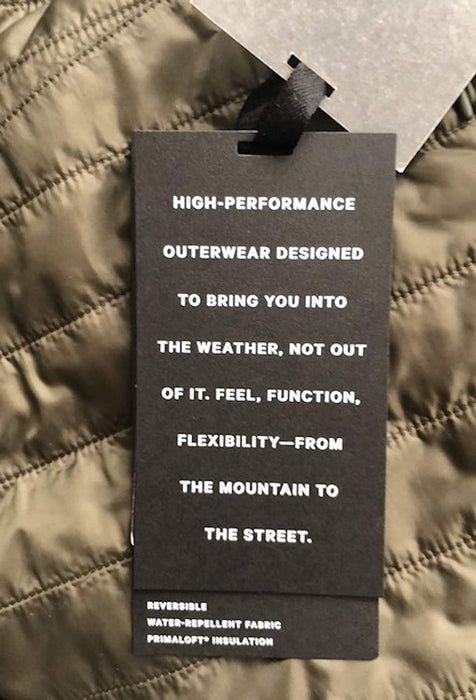 HIGH-PERFORMANCE
OUTERWEAR DESIGNED
TO BRING YOU INTO
THE WEATHER, NOT OUT
OF IT. FEEL, FUNCTION,
FLEXIBILITY—FROM
THE MOUNTAIN TO
THE STREET.
REVERSIBLE
WATER-REPELLENT FABRIC
PRIMALOFT® INSULATION